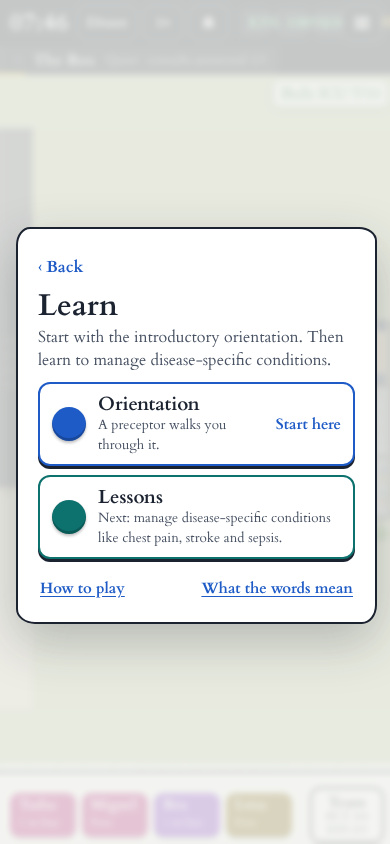 07:46
‹ Back
Learn
Start with the introductory orientation. Then
learn to manage disease-specific conditions.
Orientation
A preceptor walks you
through it.
Start here
Lessons
Next: manage disease-specific conditions
like chest pain, stroke and sepsis.
How to play
What the words mean